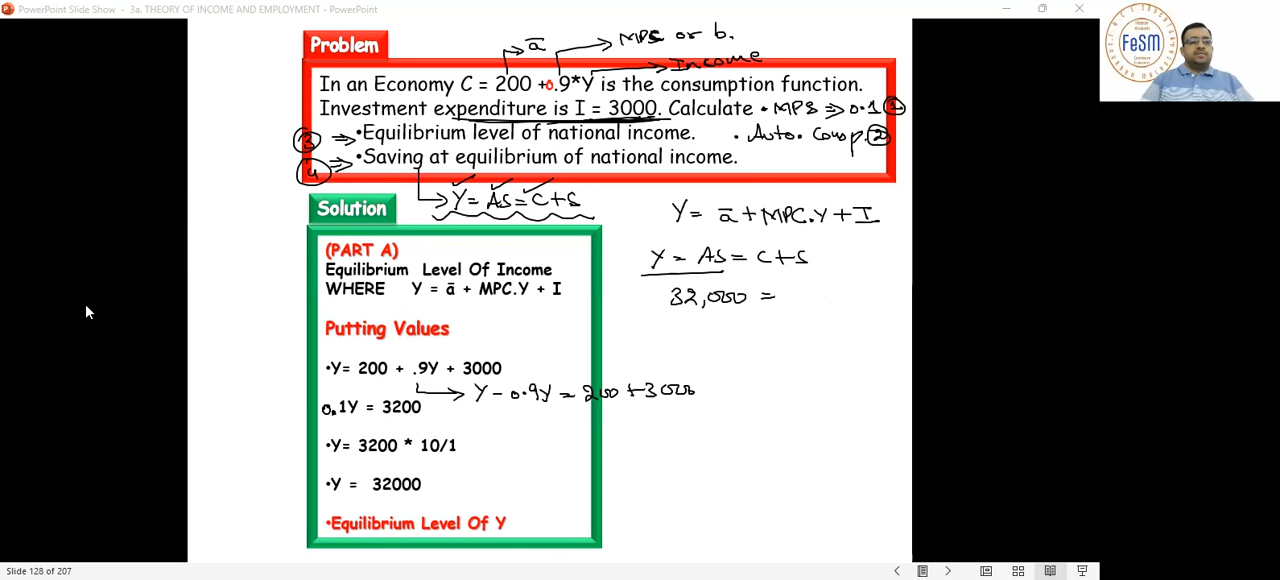 PowerPoint Slide Show - 3a. THEORY OF INCOME AND EMPLOYMENT - PowerPoint
ā
MPS or b.
Income
Problem
In an Economy C = 200 +0.9*Y is the consumption function.
Investment expenditure is I = 3000. Calculate • MPS ⇒ 0.1 1
3 ⇒ •Equilibrium level of national income. • Auto. Consp. 2
4 ⇒ •Saving at equilibrium of national income.
Y = AS = C+S
Solution
Y = ā + MPC.Y + I
Y = AS = C+S
32,000 =
(PART A)
Equilibrium Level Of Income
WHERE Y = ā + MPC.Y + I
Putting Values
•Y= 200 + .9Y + 3000
Y - 0.9Y = 200 + 3000
0.1Y = 3200
•Y= 3200 * 10/1
•Y = 32000
•Equilibrium Level Of Y
FeSM
Slide 128 of 207